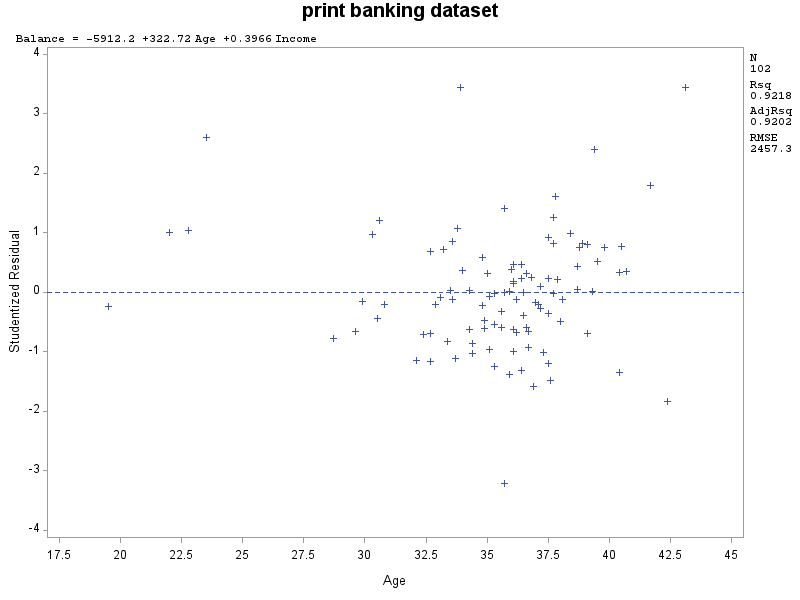 print banking dataset
Balance = -5912.2 +322.72 Age +0.3966 Income
N
102
Rsq
0.9218
AdjRsq
0.9202
RMSE
2457.3
4
3
2
1
0
-1
-2
-3
-4
Studentized Residual
17.5 20 22.5 25 27.5 30 32.5 35 37.5 40 42.5 45
Age